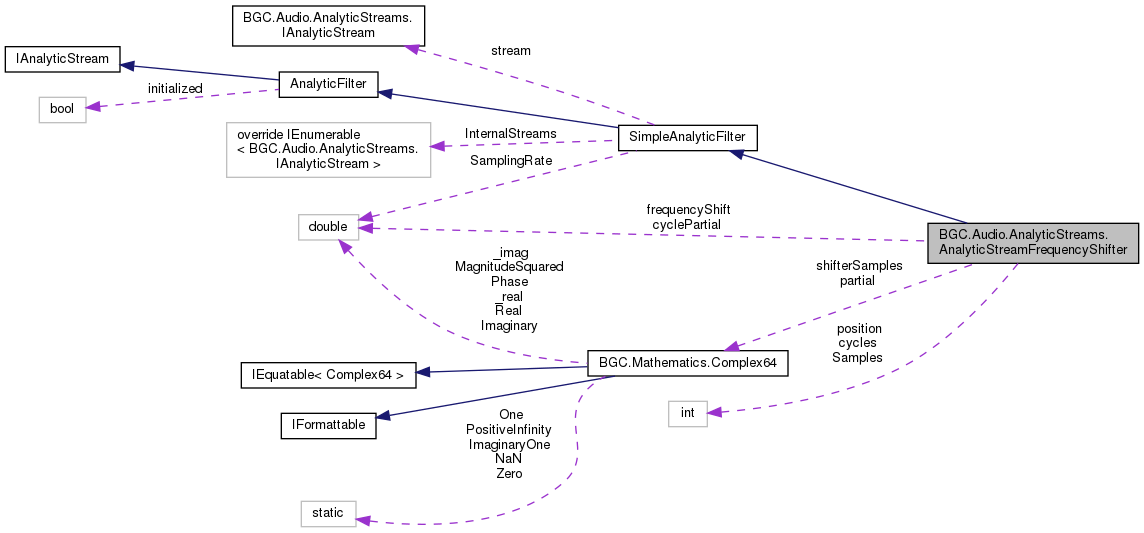 BGC.Audio.AnalyticStreams.
IAnalyticStream
stream
IAnalyticStream
AnalyticFilter
initialized
bool
override IEnumerable
< BGC.Audio.AnalyticStreams.
IAnalyticStream >
InternalStreams
SamplingRate
SimpleAnalyticFilter
double
frequencyShift
cyclePartial
BGC.Audio.AnalyticStreams.
AnalyticStreamFrequencyShifter
_imag
MagnitudeSquared
Phase
_real
Real
Imaginary
shifterSamples
partial
position
cycles
Samples
BGC.Mathematics.Complex64
IEquatable< Complex64 >
IFormattable
int
One
PositiveInfinity
ImaginaryOne
NaN
Zero
static